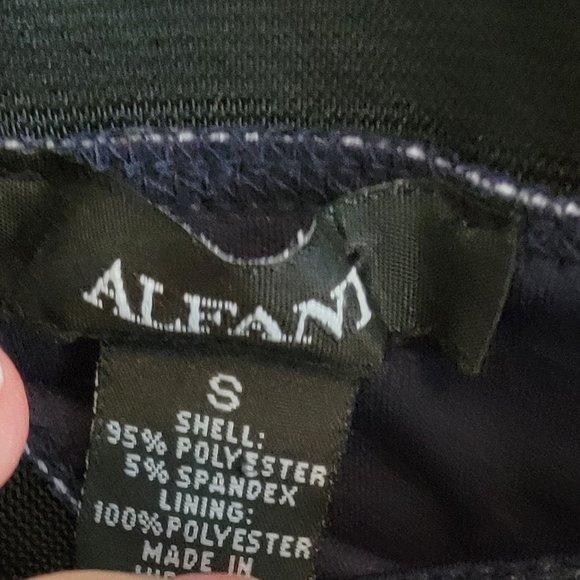 ALFANI
S
SHELL:
95% POLYESTER
5% SPANDEX
LINING:
100% POLYESTER
MADE IN